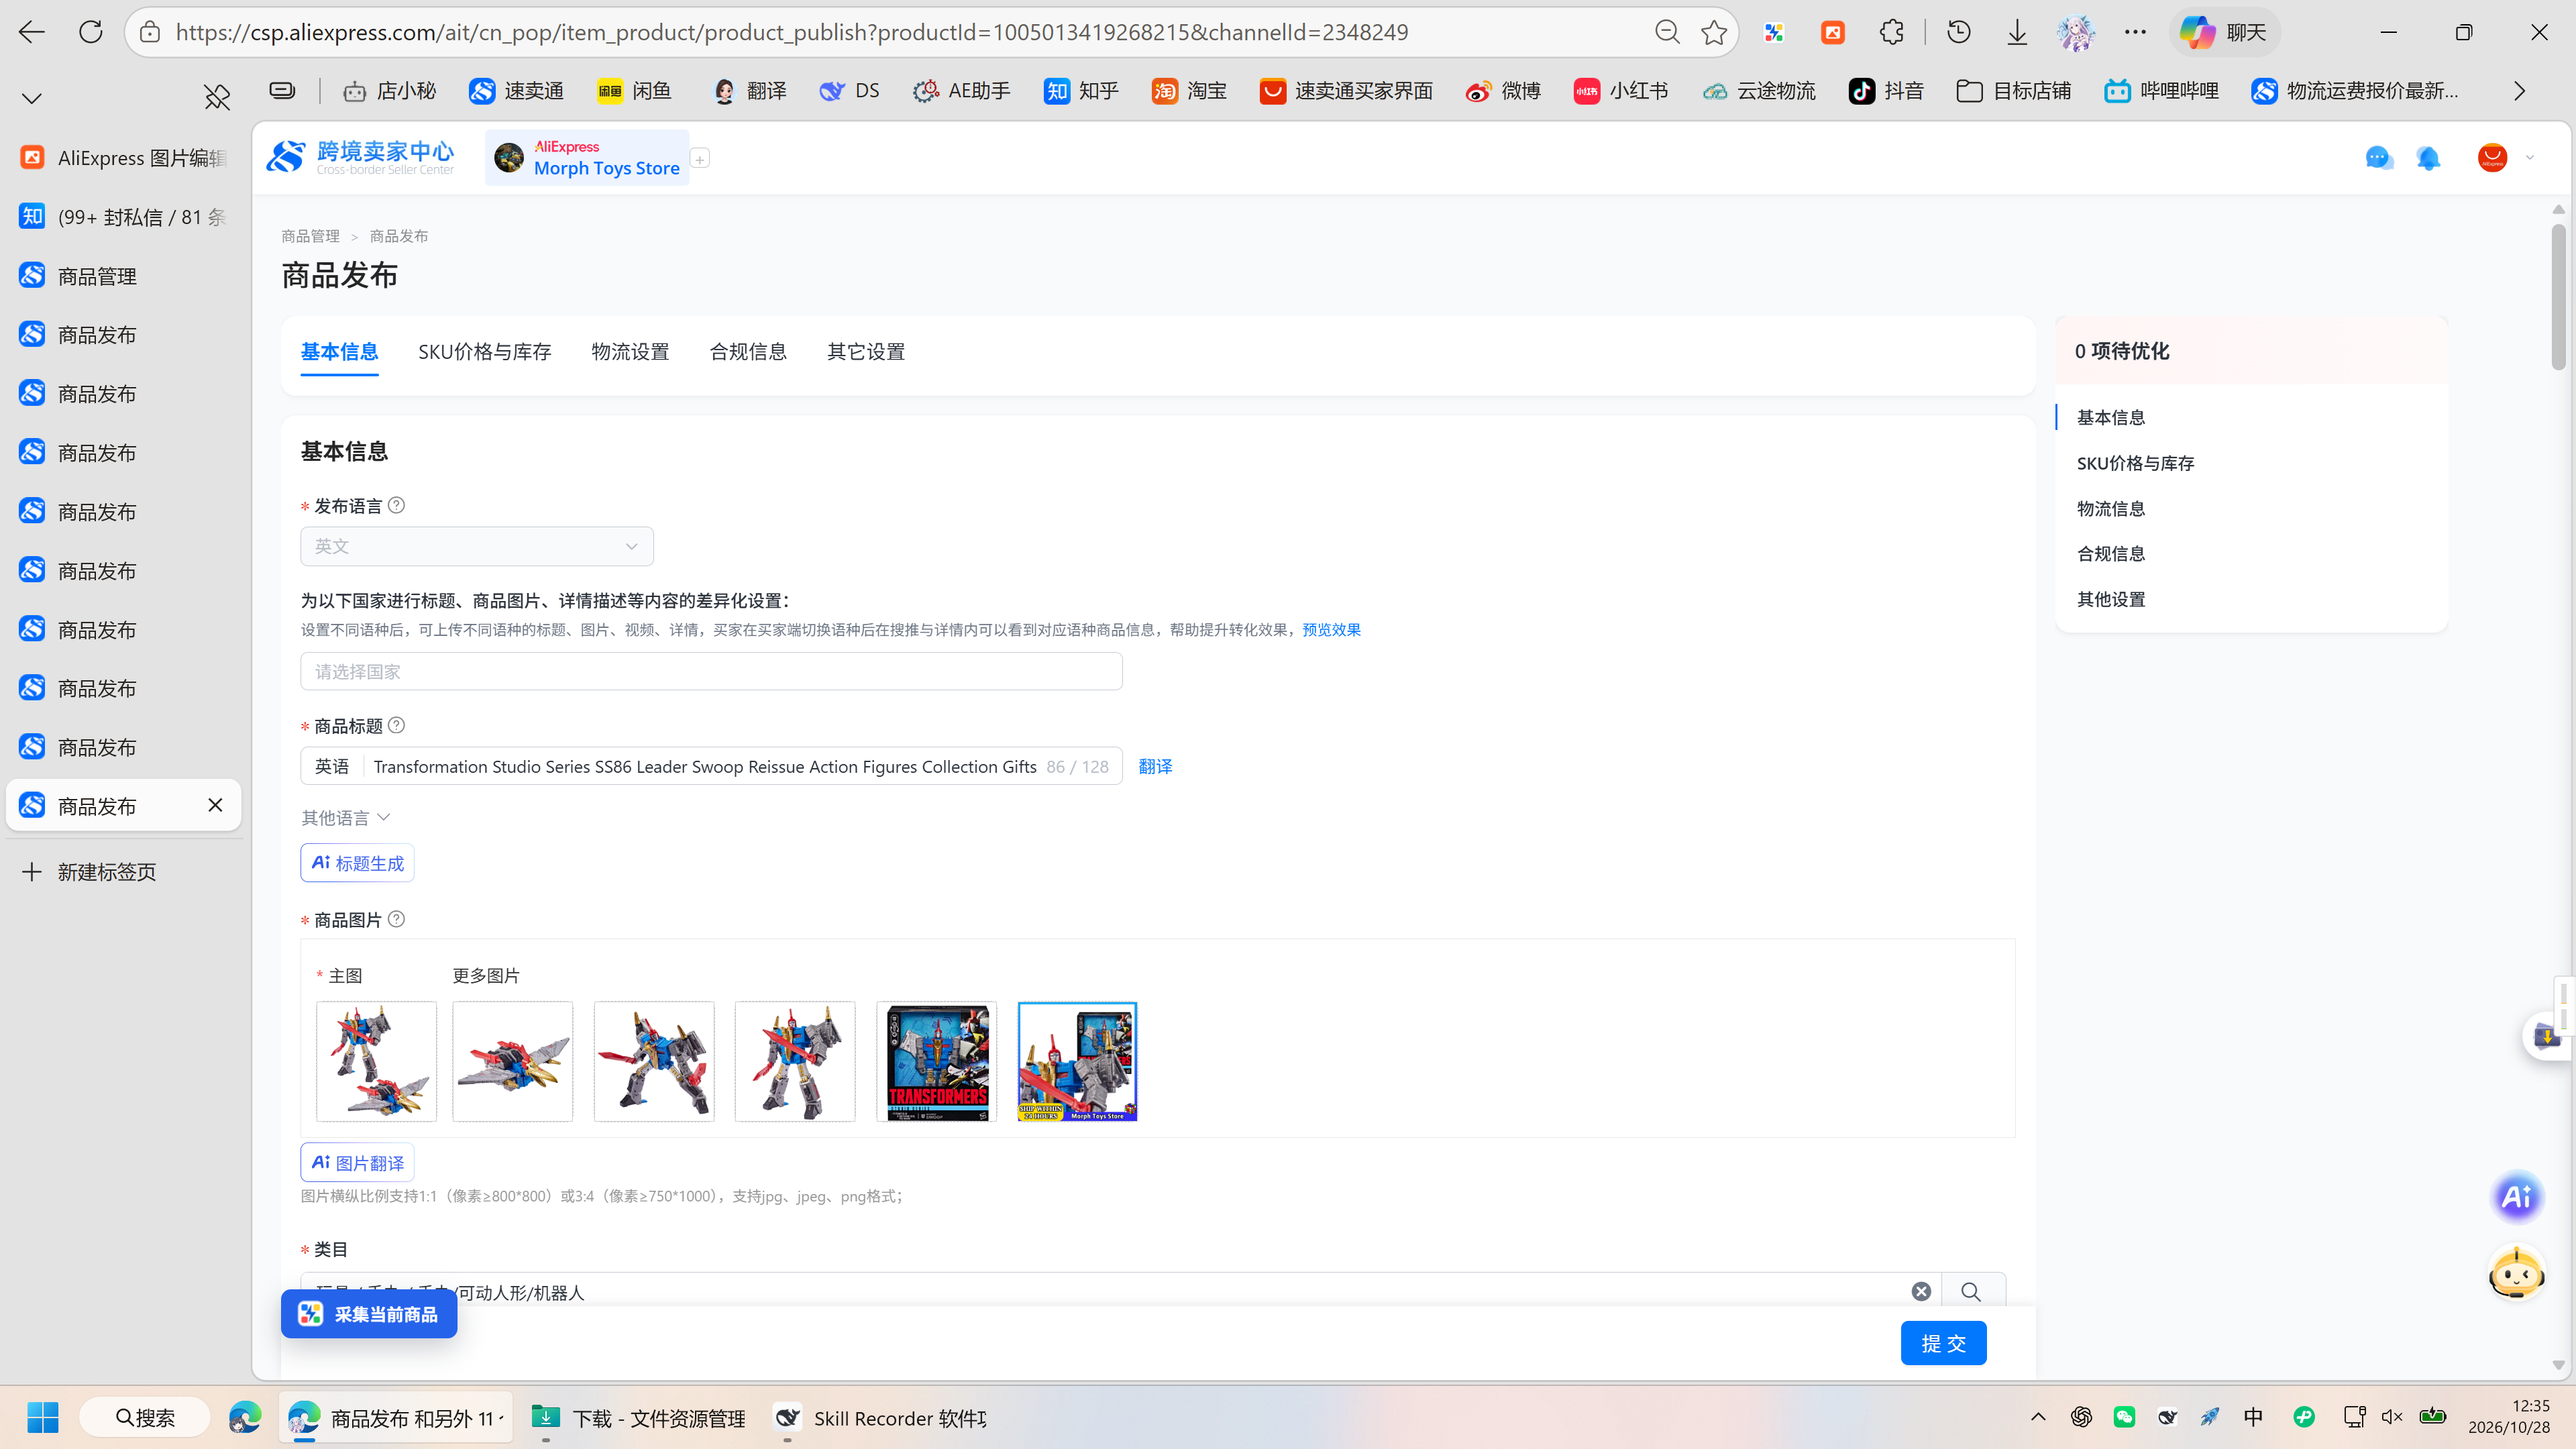 https://csp.aliexpress.com/ait/cn_pop/item_product/product_publish?productId=1005013419268215&channelId=2348249
聊天
店小秘
速卖通
闲鱼
闲鱼
翻译
DS
AE助手
知
知乎
淘
淘宝
速卖通买家界面
微博
小红书
小红书
云途物流
抖音
目标店铺
哔哩哔哩
物流运费报价最新...
AliExpress 图片编辑
知
(99+ 封私信 / 81 条
商品管理
商品发布
商品发布
商品发布
商品发布
商品发布
商品发布
商品发布
商品发布
商品发布
新建标签页
跨境卖家中心
Cross-border Seller Center
AliExpress
Morph Toys Store
商品管理 > 商品发布
商品发布
基本信息
SKU价格与库存
物流设置
合规信息
其它设置
0 项待优化
基本信息
SKU价格与库存
物流信息
合规信息
其他设置
基本信息
* 发布语言
英文
为以下国家进行标题、商品图片、详情描述等内容的差异化设置：
设置不同语种后，可上传不同语种的标题、图片、视频、详情，买家在买家端切换语种后在搜推与详情内可以看到对应语种商品信息，帮助提升转化效果，预览效果
请选择国家
* 商品标题
英语 Transformation Studio Series SS86 Leader Swoop Reissue Action Figures Collection Gifts 86 / 128 翻译
其他语言
Ai 标题生成
* 商品图片
* 主图
更多图片
TRANSFORMERS
SHIP WITHIN
24 HOURS
Morph Toys Store
Ai 图片翻译
图片横纵比例支持1:1（像素≥800*800）或3:4（像素≥750*1000），支持jpg、jpeg、png格式；
* 类目
/可动人形/机器人
采集当前商品
提 交
Ai
搜索
商品发布 和另外 11
下载 - 文件资源管理
Skill Recorder 软件功
中
12:35
2026/10/28